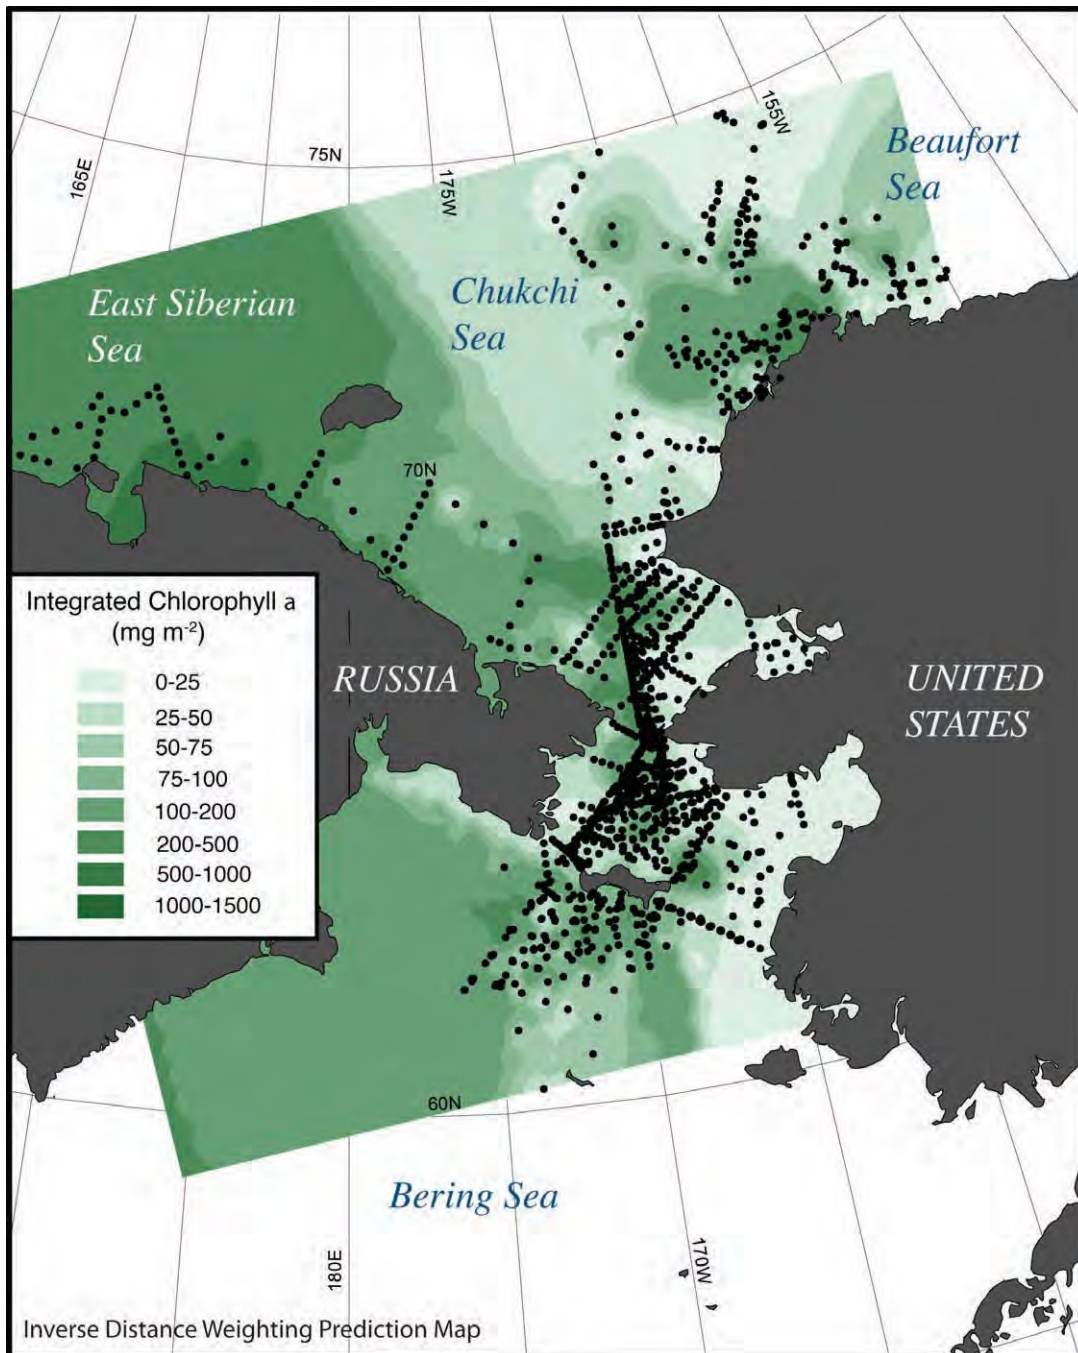 155W
Beaufort
Sea
75N
165E
175W
East Siberian
Sea
Chukchi
Sea
70N
Integrated Chlorophyll a
(mg m-2)
0-25
25-50
50-75
75-100
100-200
200-500
500-1000
1000-1500
RUSSIA
UNITED
STATES
60N
Bering Sea
180E
170W
Inverse Distance Weighting Prediction Map